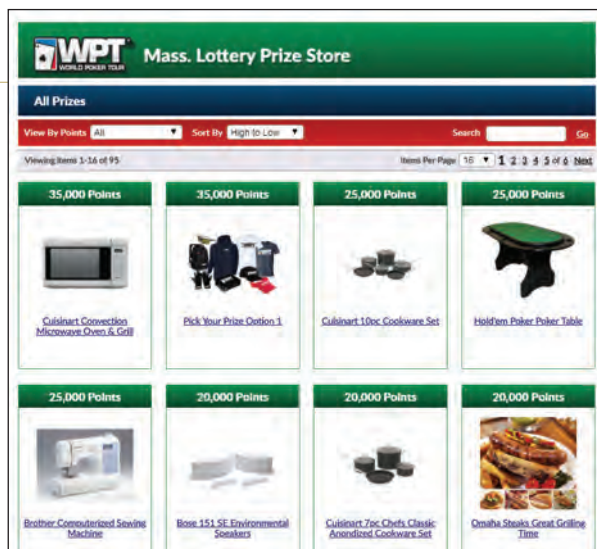 WPT
WORLD POKER TOUR
Mass. Lottery Prize Store
All Prizes
View By Points All Sort By High to Low Search Go
Viewing Items 1-16 of 95 Items Per Page 16 1 2 3 4 5 of 6 Next
35,000 Points 35,000 Points 25,000 Points 25,000 Points
Cuisinart Convection
Microwave Oven & Grill
Pick Your Prize Option 1
Cuisinart 10pc Cookware Set
Hold'em Poker Poker Table
25,000 Points 20,000 Points 20,000 Points 20,000 Points
Brother Computerized Sewing
Machine
Bose 151 SE Environmental
Speakers
Cuisinart 7pc Chefs Classic
Anondized Cookware Set
Omaha Steaks Great Grilling
Time